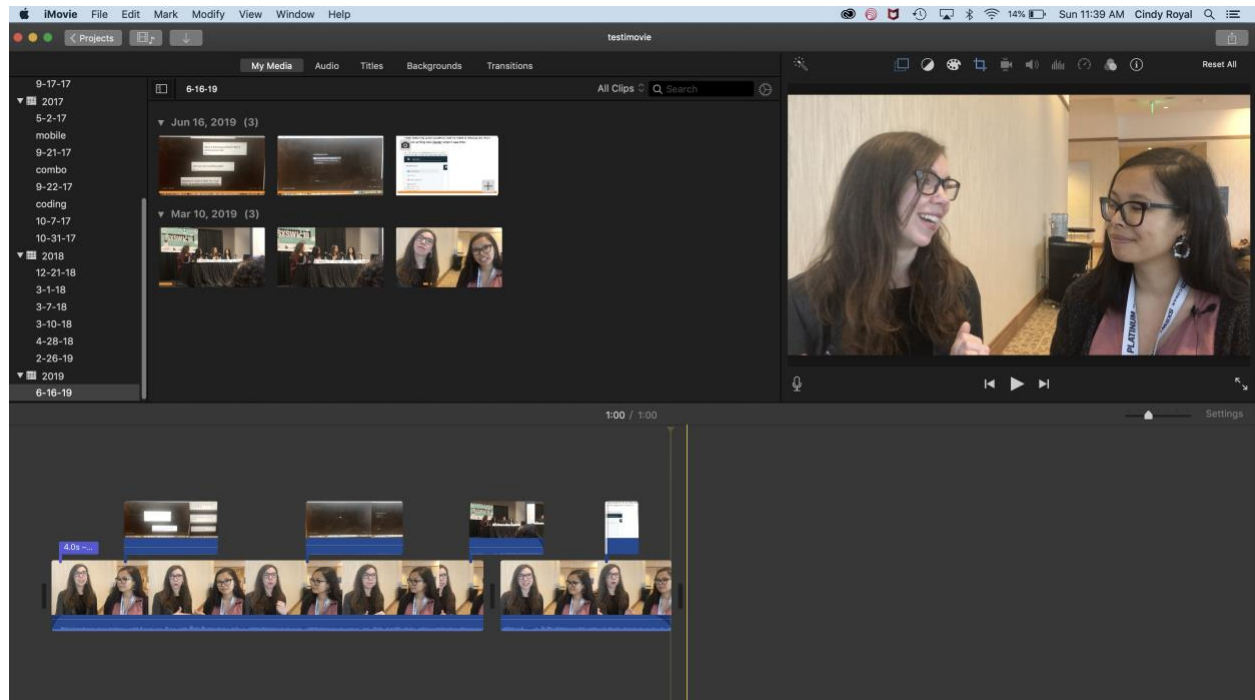 iMovie File Edit Mark Modify View Window Help 14% Sun 11:39 AM Cindy Royal
Projects testimovie
My Media Audio Titles Backgrounds Transitions Reset All
9-17-17
2017
5-2-17
mobile
9-21-17
combo
9-22-17
coding
10-7-17
10-31-17
2018
12-21-18
3-1-18
3-7-18
3-10-18
4-28-18
2-26-19
2019
6-16-19
6-16-19 All Clips Search
Jun 16, 2019 (3)
Mar 10, 2019 (3)
PLATINUM
1:00 / 1:00 Settings
4.0s –...